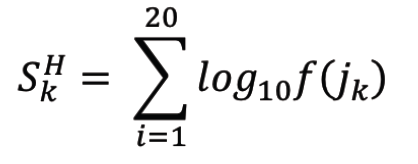 S_k^H = \sum_{i=1}^{20} log_{10} f(j_k)